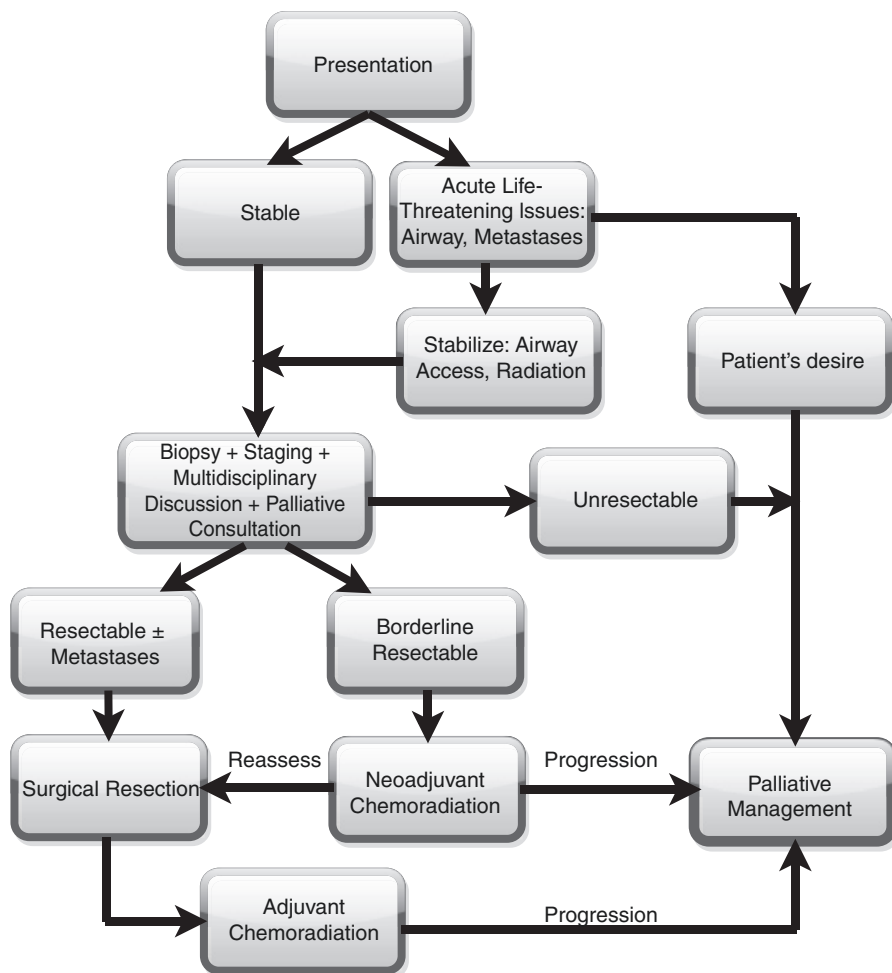 Presentation
Stable
Acute Life-
Threatening Issues:
Airway, Metastases
Stabilize: Airway
Access, Radiation
Patient's desire
Biopsy + Staging +
Multidisciplinary
Discussion + Palliative
Consultation
Unresectable
Resectable ±
Metastases
Borderline
Resectable
Surgical Resection
Reassess
Neoadjuvant
Chemoradiation
Progression
Palliative
Management
Adjuvant
Chemoradiation
Progression